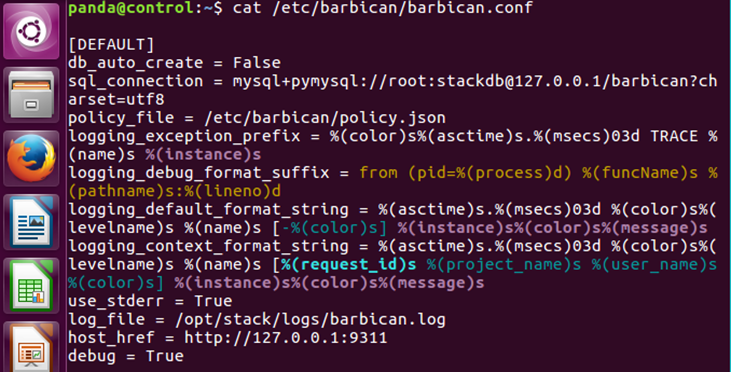 panda@control:~$ cat /etc/barbican/barbican.conf
[DEFAULT]
db_auto_create = False
sql_connection = mysql+pymysql://root:stackdb@127.0.0.1/barbican?ch
arset=utf8
policy_file = /etc/barbican/policy.json
logging_exception_prefix = %(color)s%(asctime)s.%(msecs)03d TRACE %
(name)s %(instance)s
logging_debug_format_suffix = from (pid=%(process)d) %(funcName)s %
(pathname)s:%(lineno)d
logging_default_format_string = %(asctime)s.%(msecs)03d %(color)s%(
levelname)s %(name)s [-%(color)s] %(instance)s%(color)s%(message)s
logging_context_format_string = %(asctime)s.%(msecs)03d %(color)s%(
levelname)s %(name)s [%(request_id)s %(project_name)s %(user_name)s
%(color)s] %(instance)s%(color)s%(message)s
use_stderr = True
log_file = /opt/stack/logs/barbican.log
host_href = http://127.0.0.1:9311
debug = True